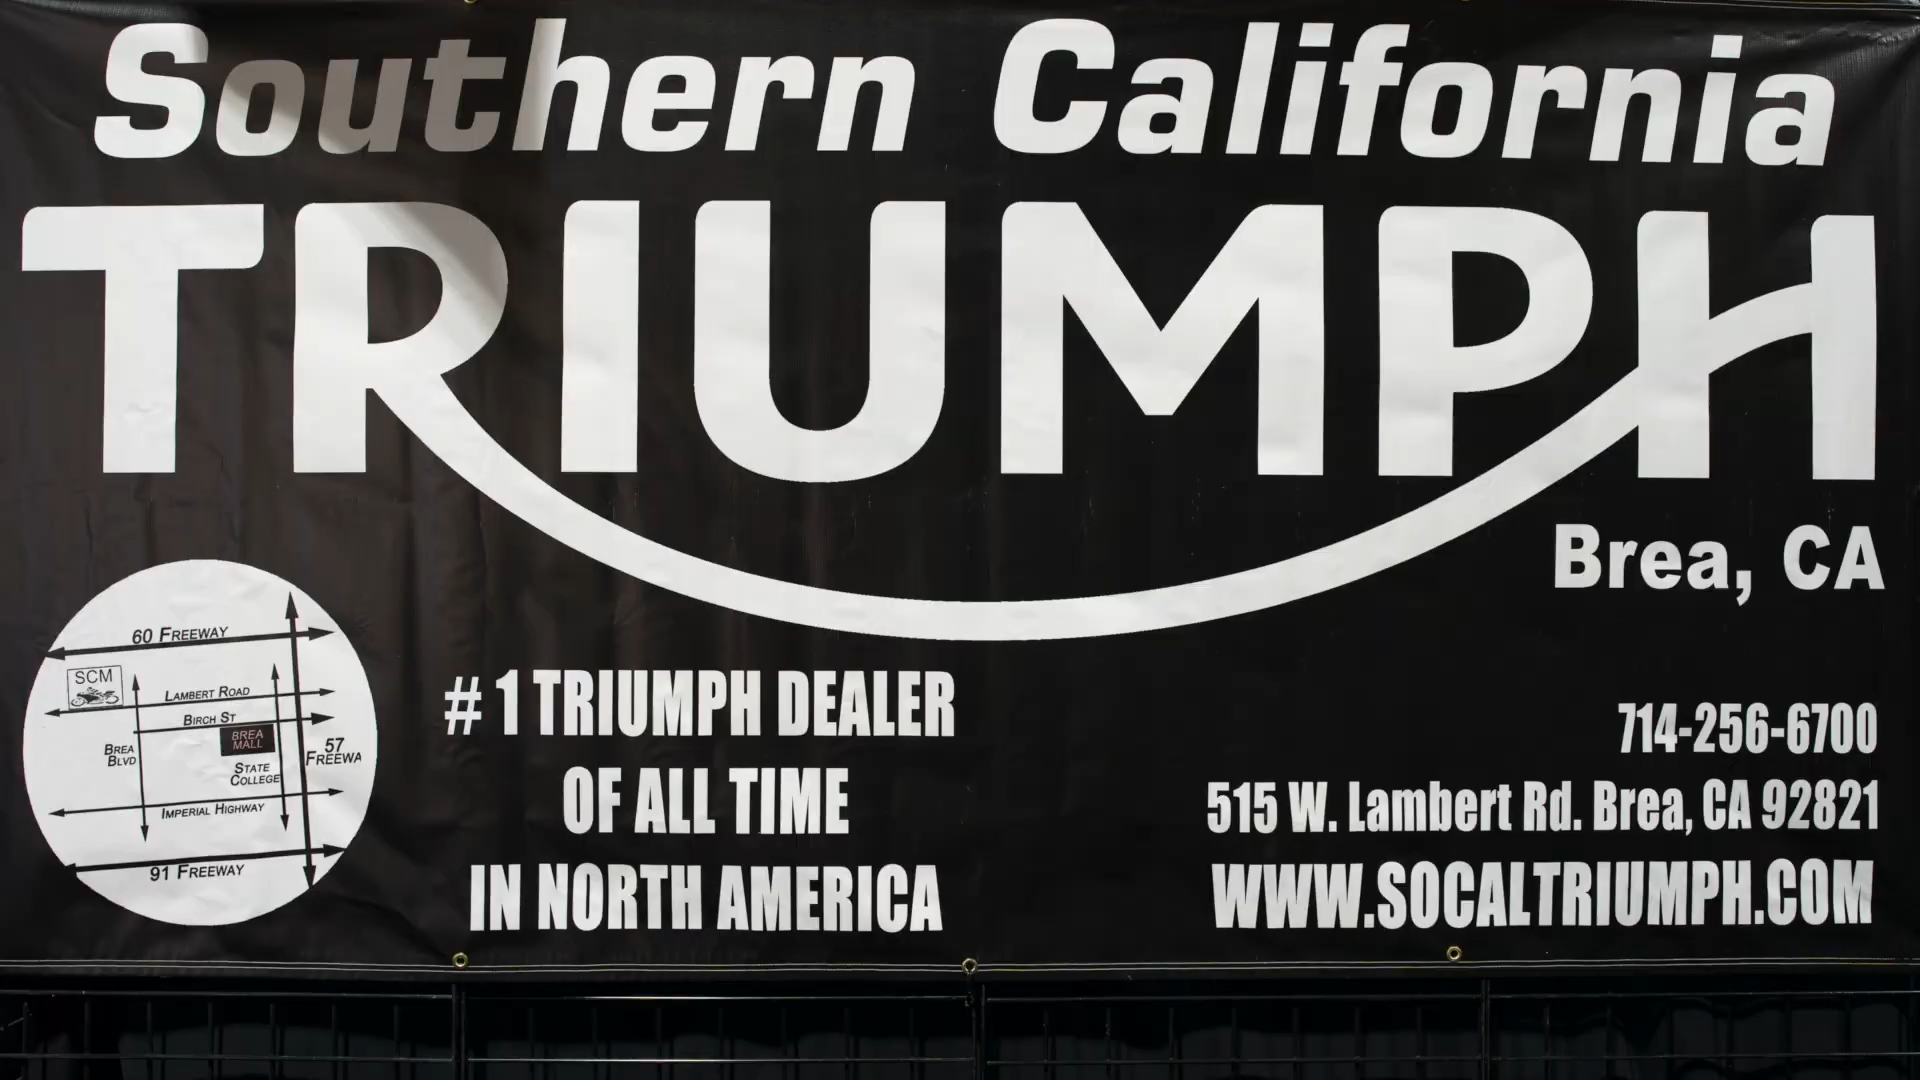 Southern California
TRIUMPH
Brea, CA
60 FREEWAY
SCM
LAMBERT ROAD
BIRCH ST
BREA
MALL
BREA
BLVD
57
FREEWA
STATE
COLLEGE
IMPERIAL HIGHWAY
91 FREEWAY
#1 TRIUMPH DEALER
OF ALL TIME
IN NORTH AMERICA
714-256-6700
515 W. Lambert Rd. Brea, CA 92821
WWW.SOCALTRIUMPH.COM